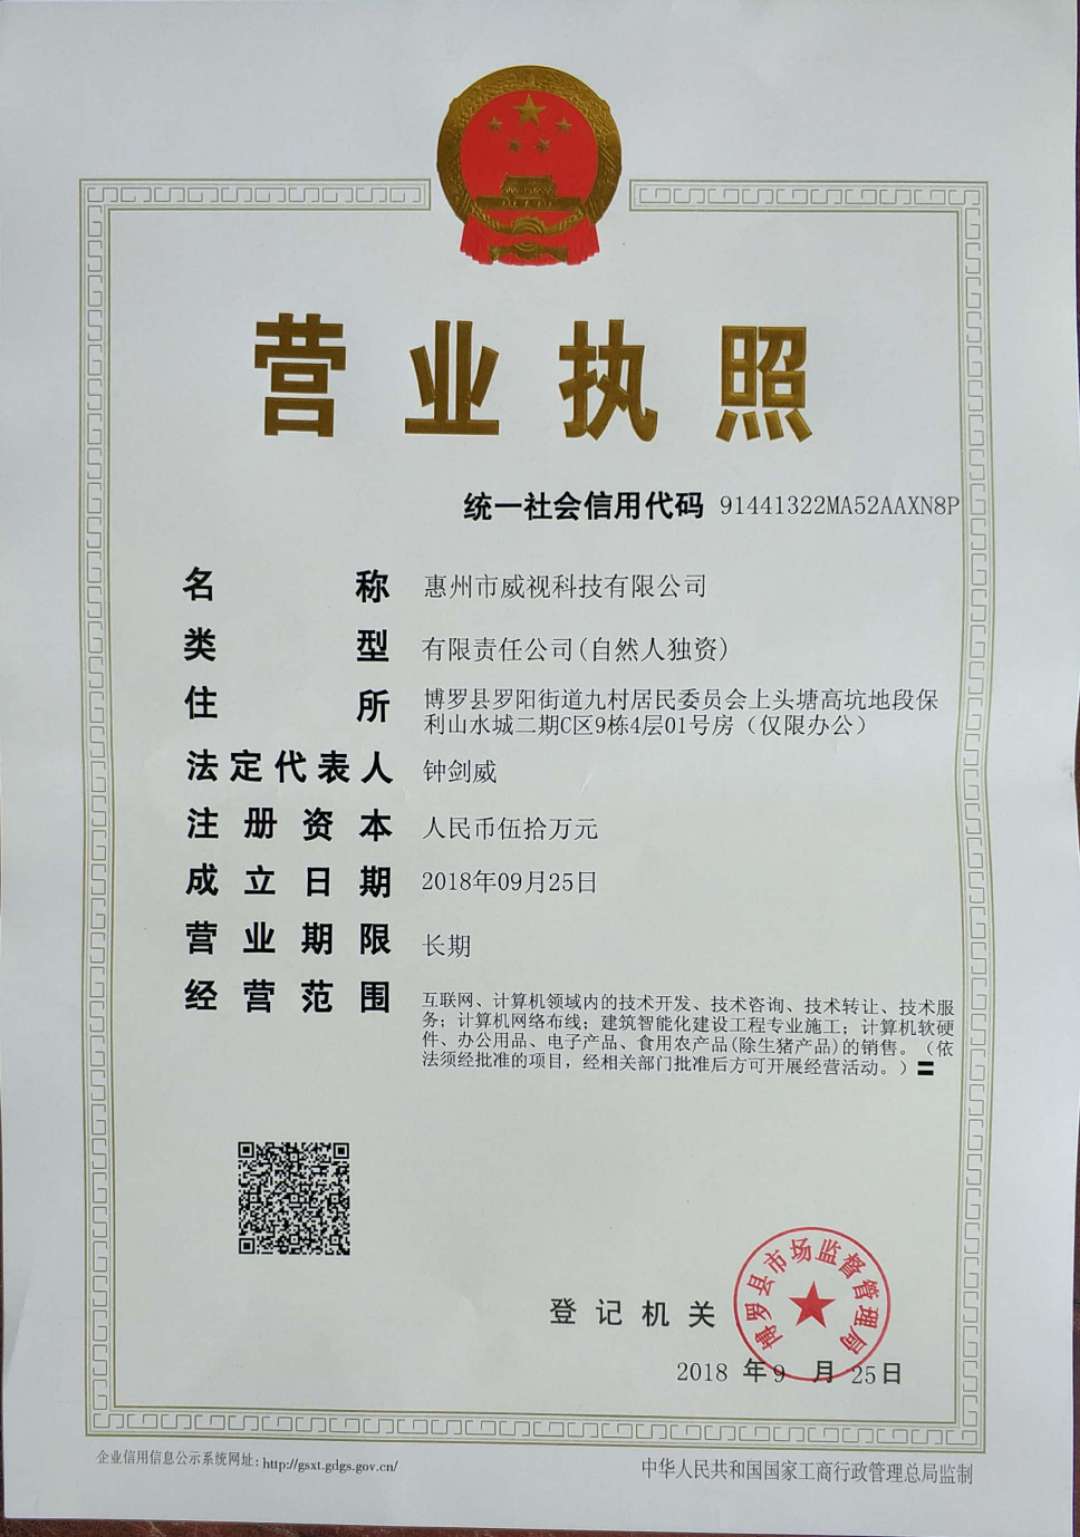 营业执照
统一社会信用代码 91441322MA52AAXN8P
名称 惠州市威视科技有限公司
类型 有限责任公司(自然人独资)
住所 博罗县罗阳街道九村居民委员会上头塘高坑地段保
利山水城二期C区9栋4层01号房（仅限办公）
法定代表人 钟剑威
注册资本 人民币伍拾万元
成立日期 2018年09月25日
营业期限 长期
经营范围 互联网、计算机领域内的技术开发、技术咨询、技术转让、技术服
务；计算机网络布线；建筑智能化建设工程专业施工；计算机软硬
件、办公用品、电子产品、食用农产品(除生猪产品)的销售。（依
法须经批准的项目，经相关部门批准后方可开展经营活动。）
登记机关
博罗县市场监督管理局
2018 年 9 月 25 日
企业信用信息公示系统网址：http://gsxt.gdgs.gov.cn/
中华人民共和国国家工商行政管理总局监制